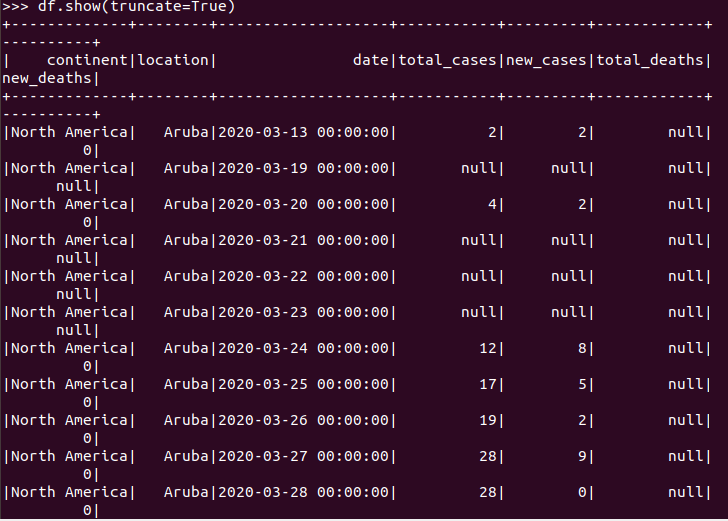 >>> df.show(truncate=True)
+-------------+--------+-------------------+-----------+---------+------------+
----------+
|    continent|location|               date|total_cases|new_cases|total_deaths|
new_deaths|
+-------------+--------+-------------------+-----------+---------+------------+
----------+
|North America|   Aruba|2020-03-13 00:00:00|          2|        2|        null|
         0|
|North America|   Aruba|2020-03-19 00:00:00|       null|     null|        null|
      null|
|North America|   Aruba|2020-03-20 00:00:00|          4|        2|        null|
         0|
|North America|   Aruba|2020-03-21 00:00:00|       null|     null|        null|
      null|
|North America|   Aruba|2020-03-22 00:00:00|       null|     null|        null|
      null|
|North America|   Aruba|2020-03-23 00:00:00|       null|     null|        null|
      null|
|North America|   Aruba|2020-03-24 00:00:00|         12|        8|        null|
         0|
|North America|   Aruba|2020-03-25 00:00:00|         17|        5|        null|
         0|
|North America|   Aruba|2020-03-26 00:00:00|         19|        2|        null|
         0|
|North America|   Aruba|2020-03-27 00:00:00|         28|        9|        null|
         0|
|North America|   Aruba|2020-03-28 00:00:00|         28|        0|        null|
         0|